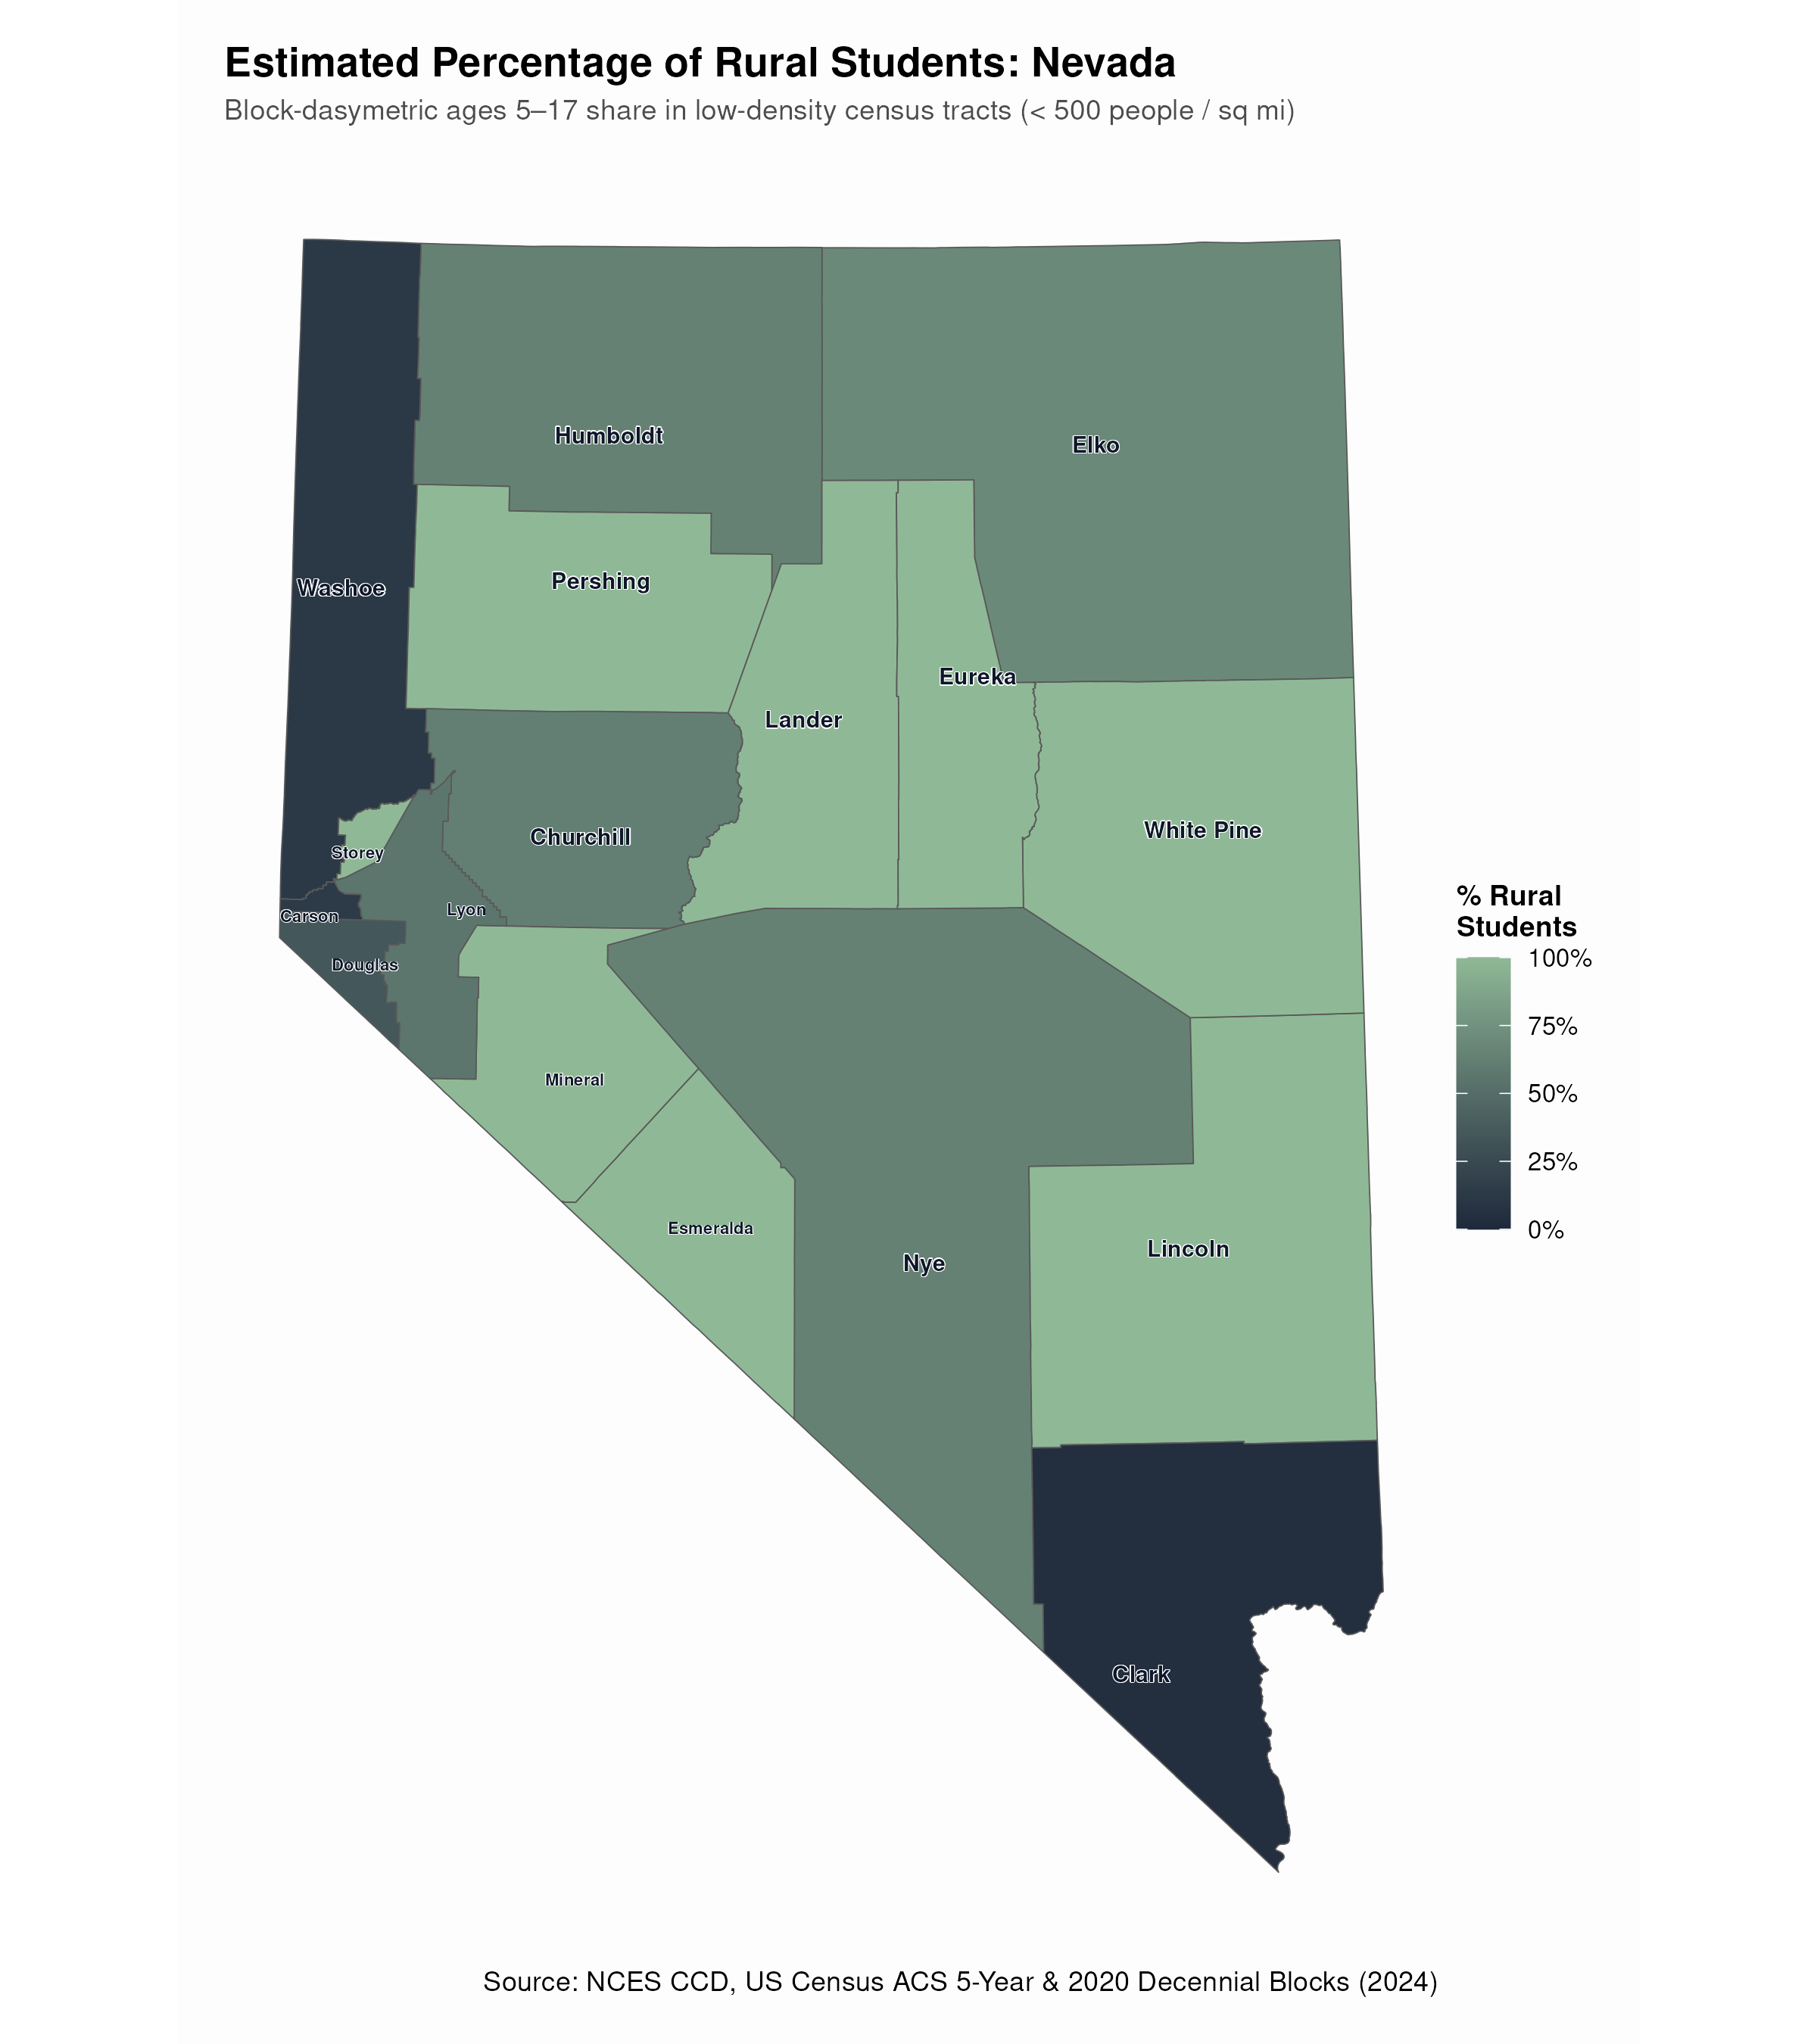 Estimated Percentage of Rural Students: Nevada
Block-dasymetric ages 5–17 share in low-density census tracts (< 500 people / sq mi)
Humboldt
Elko
Washoe
Pershing
Eureka
Lander
White Pine
Churchill
Storey
Lyon
Carson
Douglas
Mineral
Esmeralda
Nye
Lincoln
Clark
% Rural
Students
100%
75%
50%
25%
0%
Source: NCES CCD, US Census ACS 5-Year & 2020 Decennial Blocks (2024)